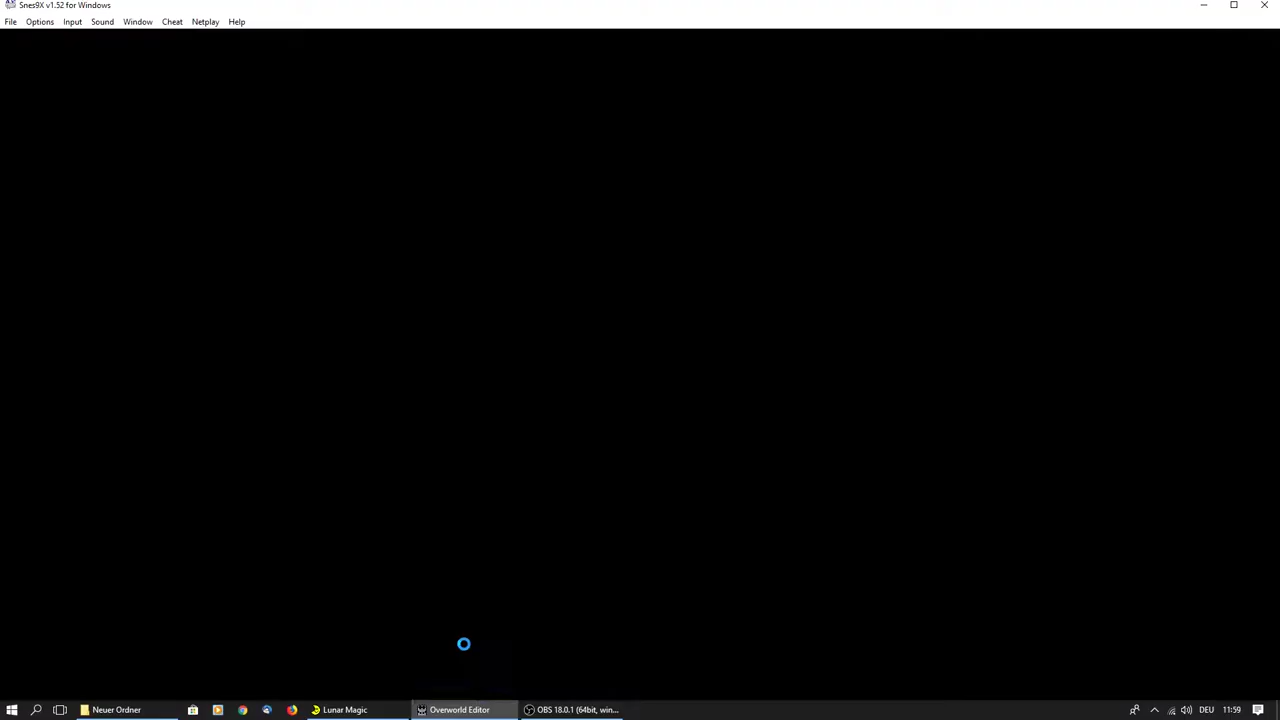 Snes9X v1.52 for Windows
File Options Input Sound Window Cheat Netplay Help
Neuer Ordner Lunar Magic Overworld Editor OBS 18.0.1 (64bit, win... DEU 11:59